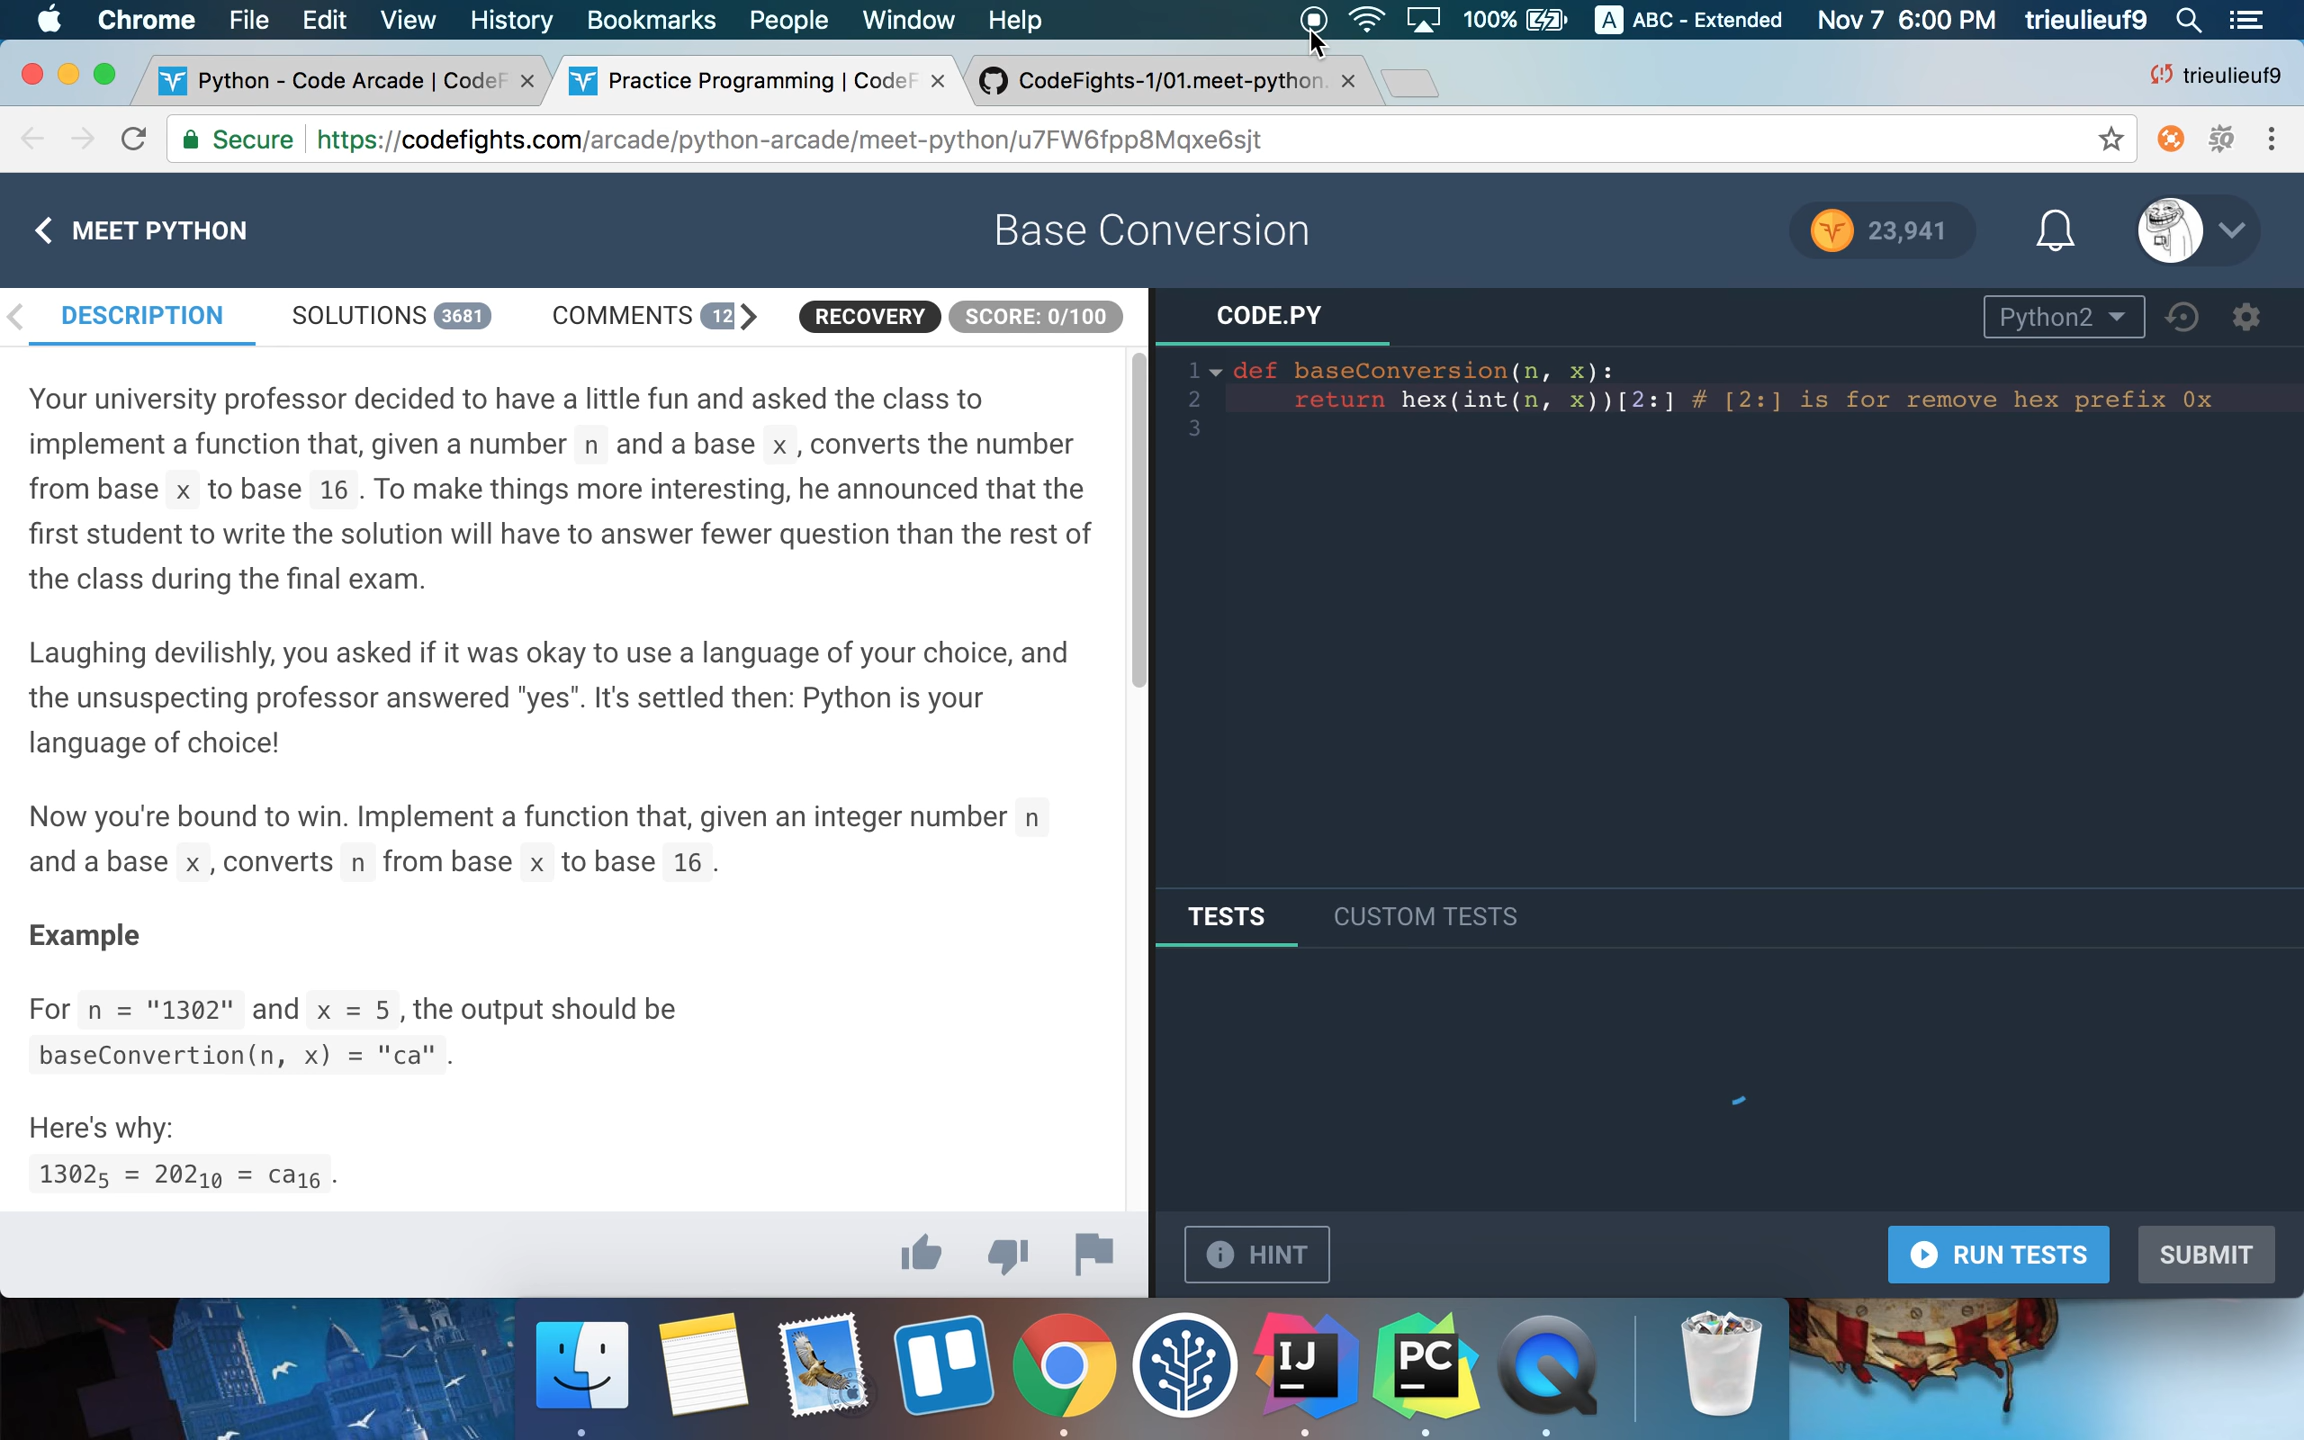 Chrome File Edit View History Bookmarks People Window Help 100% A ABC - Extended Nov 7 6:00 PM trieulieuf9
Python - Code Arcade | CodeF Practice Programming | CodeF CodeFights-1/01.meet-python. trieulieuf9
Secure https://codefights.com/arcade/python-arcade/meet-python/u7FW6fpp8Mqxe6sjt
MEET PYTHON Base Conversion 23,941
DESCRIPTION SOLUTIONS 3681 COMMENTS 12 RECOVERY SCORE: 0/100
Your university professor decided to have a little fun and asked the class to
implement a function that, given a number n and a base x , converts the number
from base x to base 16 . To make things more interesting, he announced that the
first student to write the solution will have to answer fewer question than the rest of
the class during the final exam.
Laughing devilishly, you asked if it was okay to use a language of your choice, and
the unsuspecting professor answered "yes". It's settled then: Python is your
language of choice!
Now you're bound to win. Implement a function that, given an integer number n
and a base x , converts n from base x to base 16 .
Example
For n = "1302" and x = 5 , the output should be
baseConvertion(n, x) = "ca" .
Here's why:
1302₅ = 202₁₀ = ca₁₆ .
CODE.PY Python2
1 def baseConversion(n, x):
2 return hex(int(n, x))[2:] # [2:] is for remove hex prefix 0x
3
TESTS CUSTOM TESTS
HINT RUN TESTS SUBMIT
IJ PC